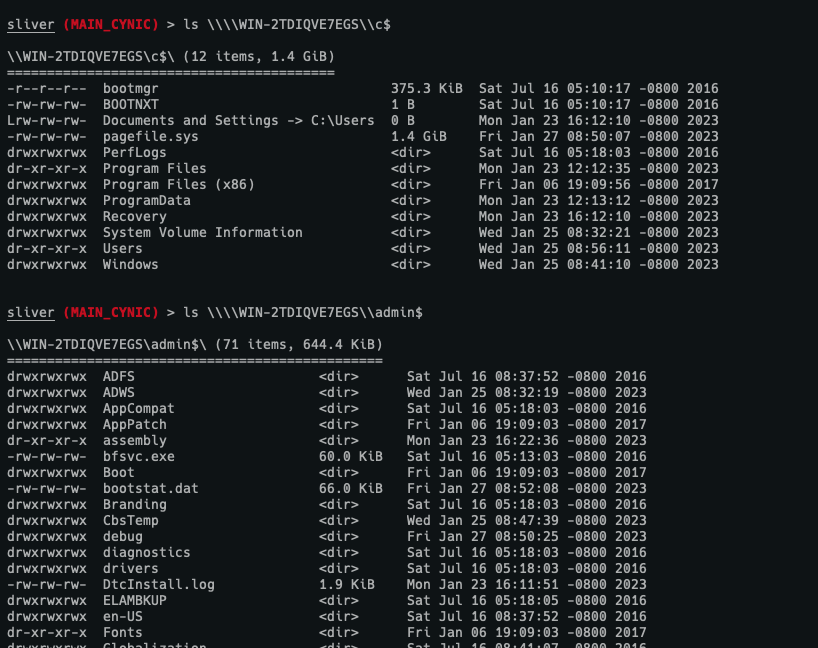 sliver (MAIN_CYNIC) > ls \\\\WIN-2TDIQVE7EGS\\c$
\\WIN-2TDIQVE7EGS\c$\ (12 items, 1.4 GiB)
=========================================
-r--r--r-- bootmgr 375.3 KiB Sat Jul 16 05:10:17 -0800 2016
-rw-rw-rw- BOOTNXT 1 B Sat Jul 16 05:10:17 -0800 2016
Lrw-rw-rw- Documents and Settings -> C:\Users 0 B Mon Jan 23 16:12:10 -0800 2023
-rw-rw-rw- pagefile.sys 1.4 GiB Fri Jan 27 08:50:07 -0800 2023
drwxrwxrwx PerfLogs <dir> Sat Jul 16 05:18:03 -0800 2016
dr-xr-xr-x Program Files <dir> Mon Jan 23 12:12:35 -0800 2023
drwxrwxrwx Program Files (x86) <dir> Fri Jan 06 19:09:56 -0800 2017
drwxrwxrwx ProgramData <dir> Mon Jan 23 12:13:12 -0800 2023
drwxrwxrwx Recovery <dir> Mon Jan 23 16:12:10 -0800 2023
drwxrwxrwx System Volume Information <dir> Wed Jan 25 08:32:21 -0800 2023
dr-xr-xr-x Users <dir> Wed Jan 25 08:56:11 -0800 2023
drwxrwxrwx Windows <dir> Wed Jan 25 08:41:10 -0800 2023
sliver (MAIN_CYNIC) > ls \\\\WIN-2TDIQVE7EGS\\admin$
\\WIN-2TDIQVE7EGS\admin$\ (71 items, 644.4 KiB)
===============================================
drwxrwxrwx ADFS <dir> Sat Jul 16 08:37:52 -0800 2016
drwxrwxrwx ADWS <dir> Wed Jan 25 08:32:19 -0800 2023
drwxrwxrwx AppCompat <dir> Sat Jul 16 05:18:03 -0800 2016
drwxrwxrwx AppPatch <dir> Fri Jan 06 19:09:03 -0800 2017
dr-xr-xr-x assembly <dir> Mon Jan 23 16:22:36 -0800 2023
-rw-rw-rw- bfsvc.exe 60.0 KiB Sat Jul 16 05:13:03 -0800 2016
drwxrwxrwx Boot <dir> Fri Jan 06 19:09:03 -0800 2017
-rw-rw-rw- bootstat.dat 66.0 KiB Fri Jan 27 08:52:08 -0800 2023
drwxrwxrwx Branding <dir> Sat Jul 16 05:18:03 -0800 2016
drwxrwxrwx CbsTemp <dir> Wed Jan 25 08:47:39 -0800 2023
drwxrwxrwx debug <dir> Fri Jan 27 08:50:25 -0800 2023
drwxrwxrwx diagnostics <dir> Sat Jul 16 05:18:03 -0800 2016
drwxrwxrwx drivers <dir> Sat Jul 16 05:18:03 -0800 2016
-rw-rw-rw- DtcInstall.log 1.9 KiB Mon Jan 23 16:11:51 -0800 2023
drwxrwxrwx ELAMBKUP <dir> Sat Jul 16 05:18:05 -0800 2016
drwxrwxrwx en-US <dir> Sat Jul 16 08:37:52 -0800 2016
dr-xr-xr-x Fonts <dir> Fri Jan 06 19:09:03 -0800 2017
drwxrwxrwx Globalization <dir> Sat Jul 16 08:41:07 -0800 2016